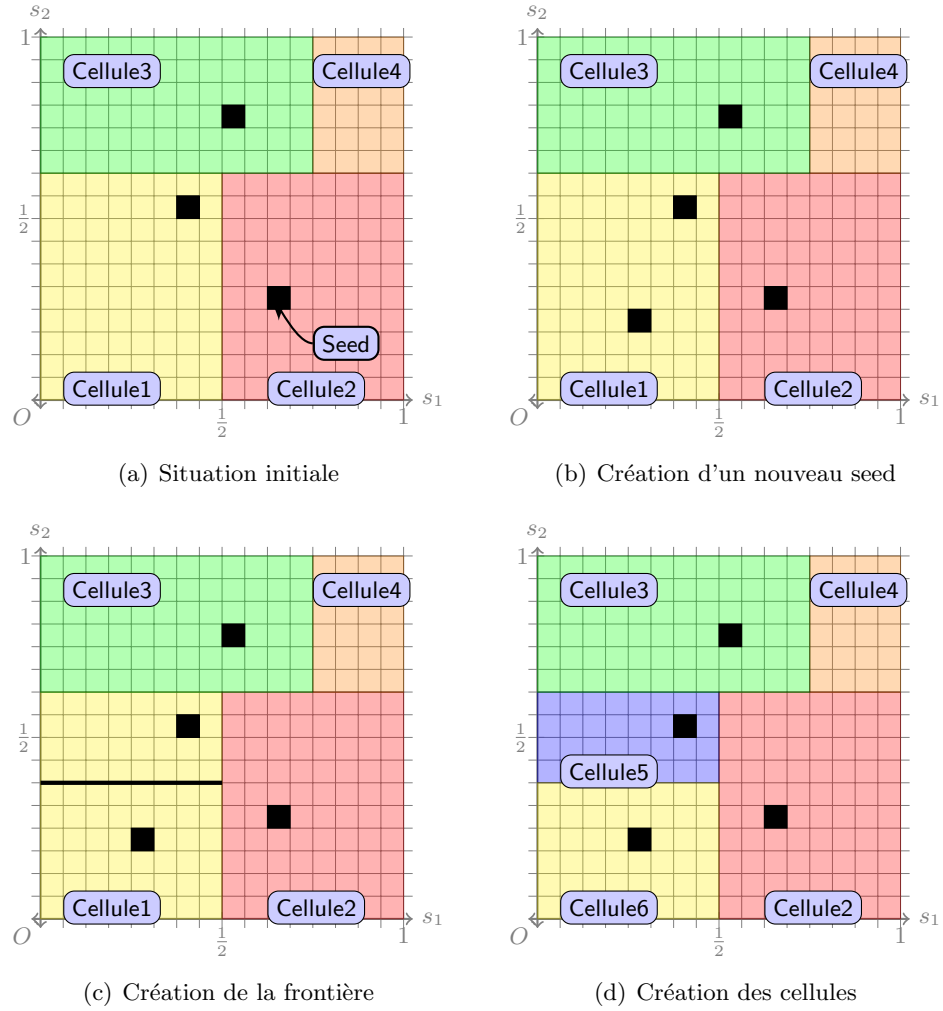 s₂ s₂
1 Cellule3 Cellule4 1 Cellule3 Cellule4
1/2 1/2
Seed
Cellule1 Cellule2 Cellule1 Cellule2
O 1/2 1 s₁ O 1/2 1 s₁
(a) Situation initiale (b) Création d'un nouveau seed
s₂ s₂
1 Cellule3 Cellule4 1 Cellule3 Cellule4
1/2 1/2
Cellule5
Cellule1 Cellule2 Cellule6 Cellule2
O 1/2 1 s₁ O 1/2 1 s₁
(c) Création de la frontière (d) Création des cellules